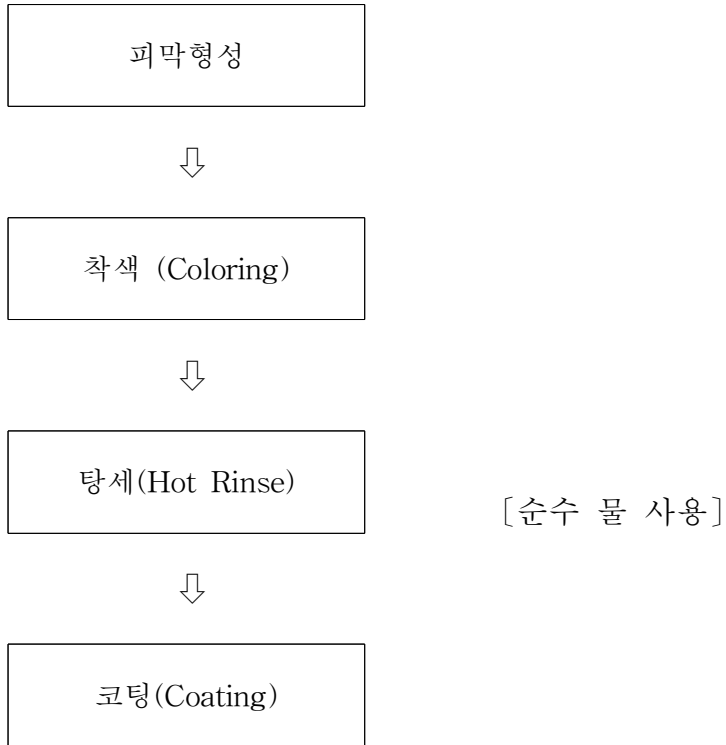 피막형성
⇩
착색 (Coloring)
⇩
탕세(Hot Rinse)
[순수 물 사용]
⇩
코팅(Coating)